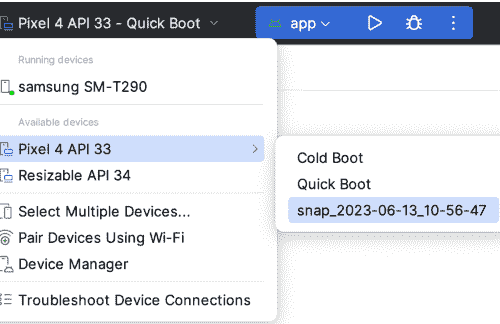 Pixel 4 API 33 - Quick Boot
app
Running devices
samsung SM-T290
Available devices
Pixel 4 API 33
Cold Boot
Resizable API 34
Quick Boot
snap_2023-06-13_10-56-47
Select Multiple Devices...
Pair Devices Using Wi-Fi
Device Manager
Troubleshoot Device Connections